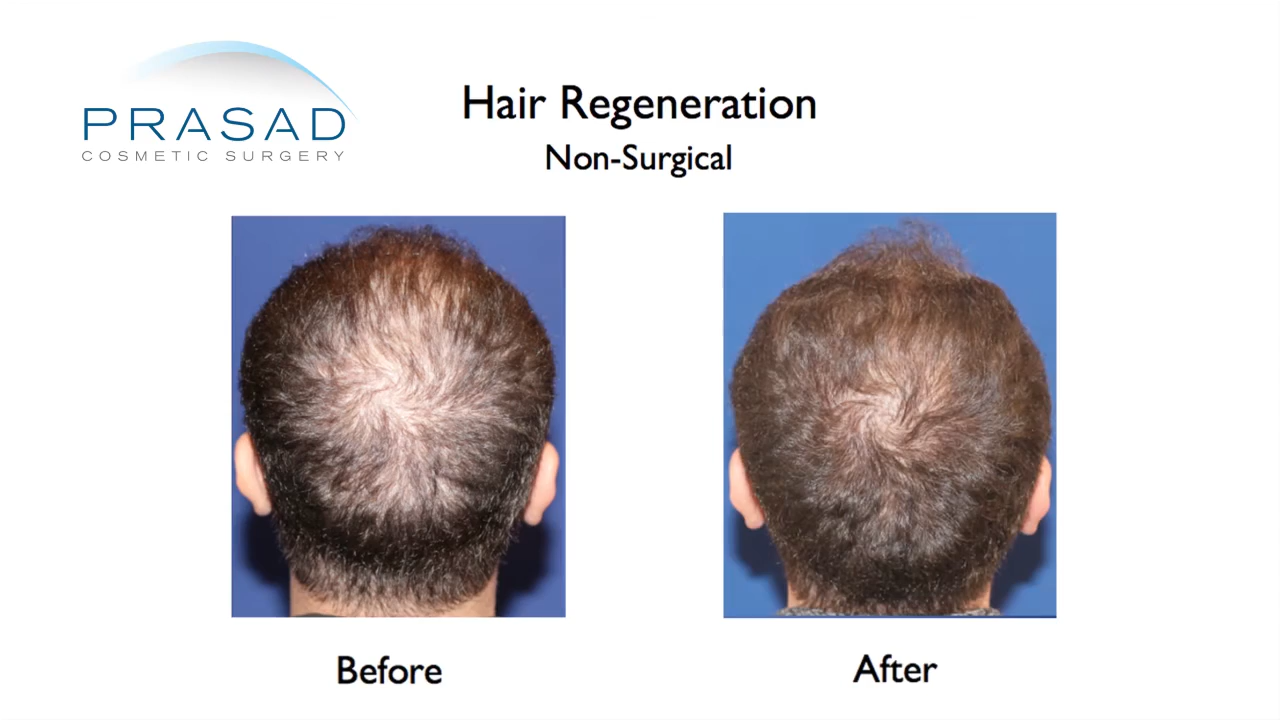 PRASAD
COSMETIC SURGERY
Hair Regeneration
Non-Surgical
Before
After